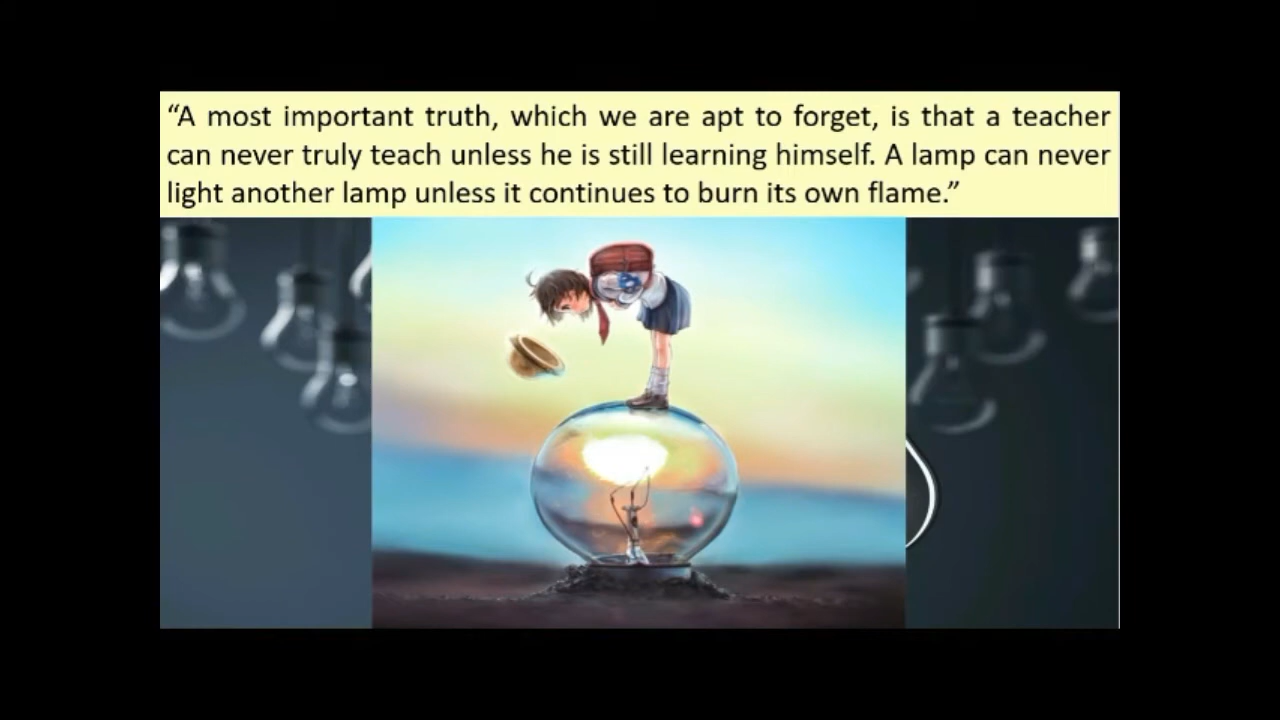 “A most important truth, which we are apt to forget, is that a teacher
can never truly teach unless he is still learning himself. A lamp can never
light another lamp unless it continues to burn its own flame.”